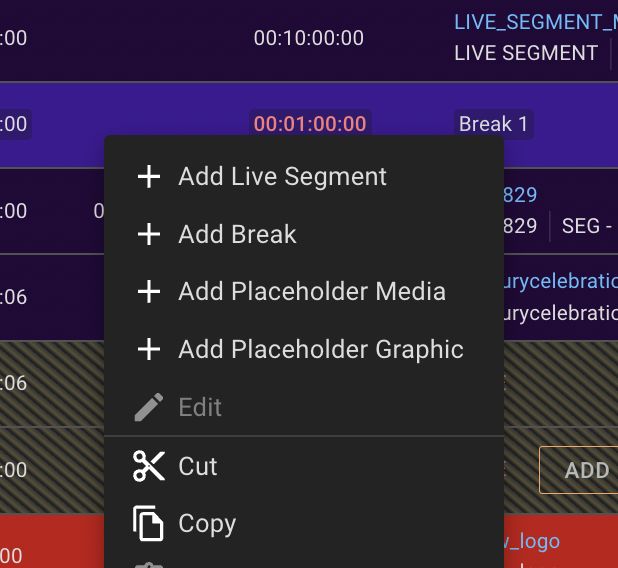 :00
00:10:00:00
LIVE_SEGMENT_
LIVE SEGMENT
:00
00:01:00:00
Break 1
Add Live Segment
:00
0
829
829
SEG -
Add Break
:06
urycelebratio
urycelebratio
Add Placeholder Media
Add Placeholder Graphic
:06
Edit
:00
ADD
Cut
Copy
00
_logo